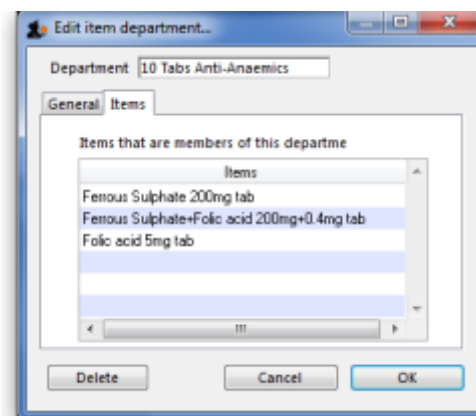 Edit item department...
Department 10 Tabs Anti-Anaemics
General Items
Items that are members of this departme
Items
Ferrous Sulphate 200mg tab
Ferrous Sulphate+Folic acid 200mg+0.4mg tab
Folic acid 5mg tab
Delete Cancel OK